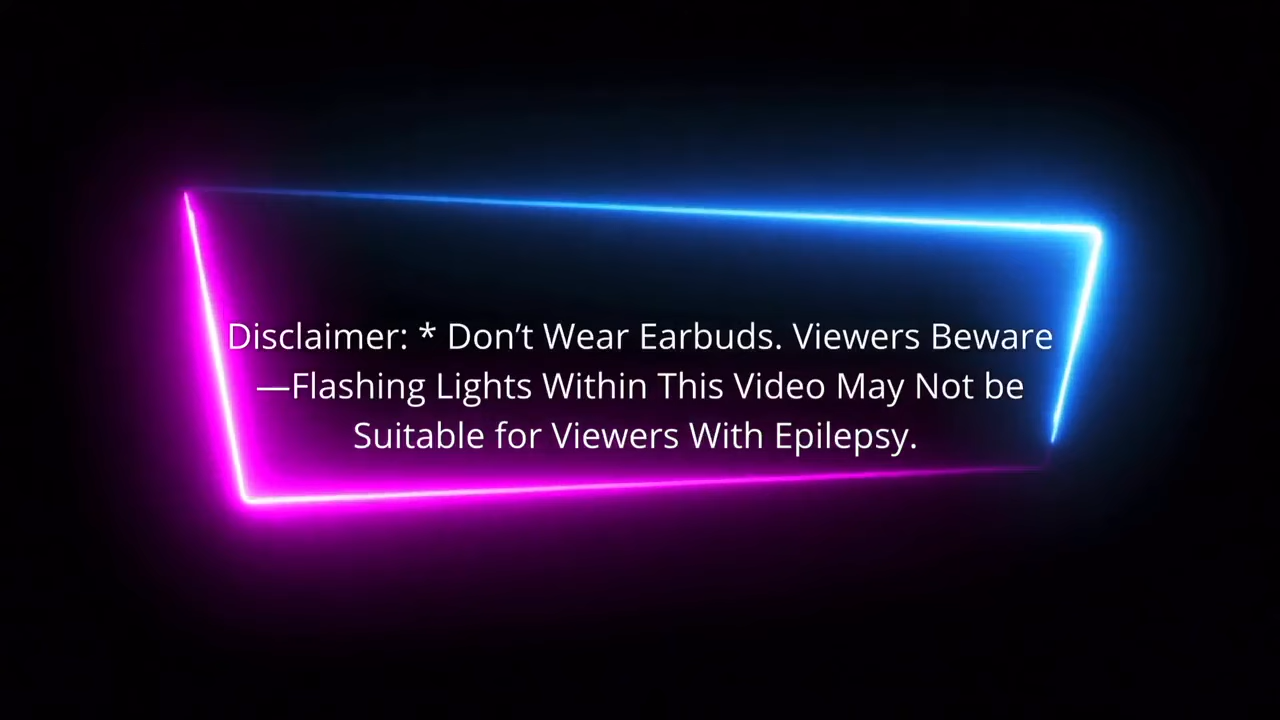 Disclaimer: * Don’t Wear Earbuds. Viewers Beware
—Flashing Lights Within This Video May Not be
Suitable for Viewers With Epilepsy.